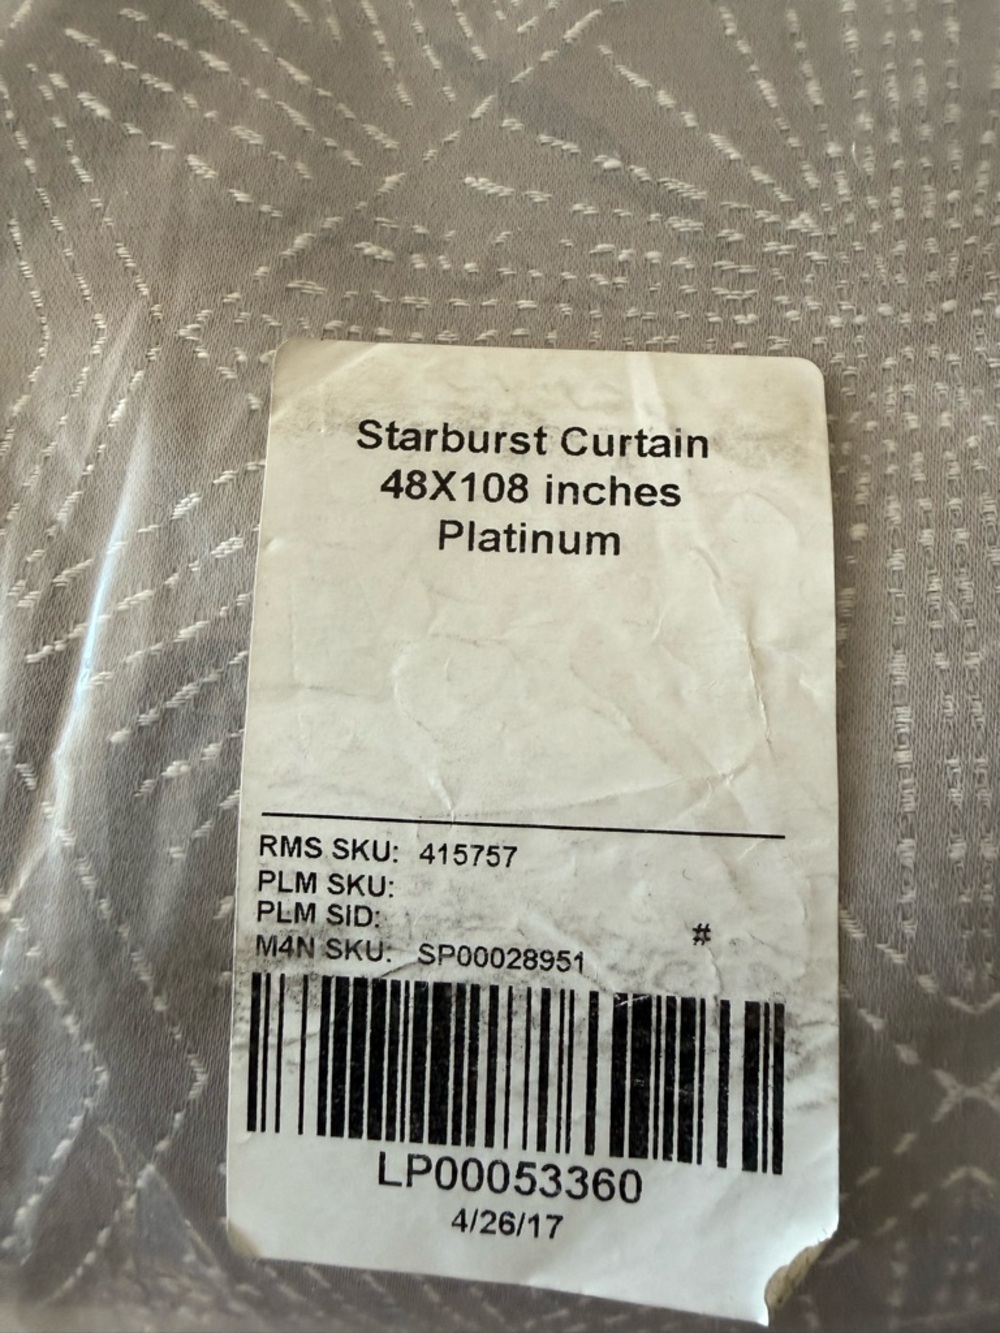 Starburst Curtain
48X108 inches
Platinum
RMS SKU: 415757
PLM SKU:
PLM SID:
#
M4N SKU: SP00028951
LP00053360
4/26/17